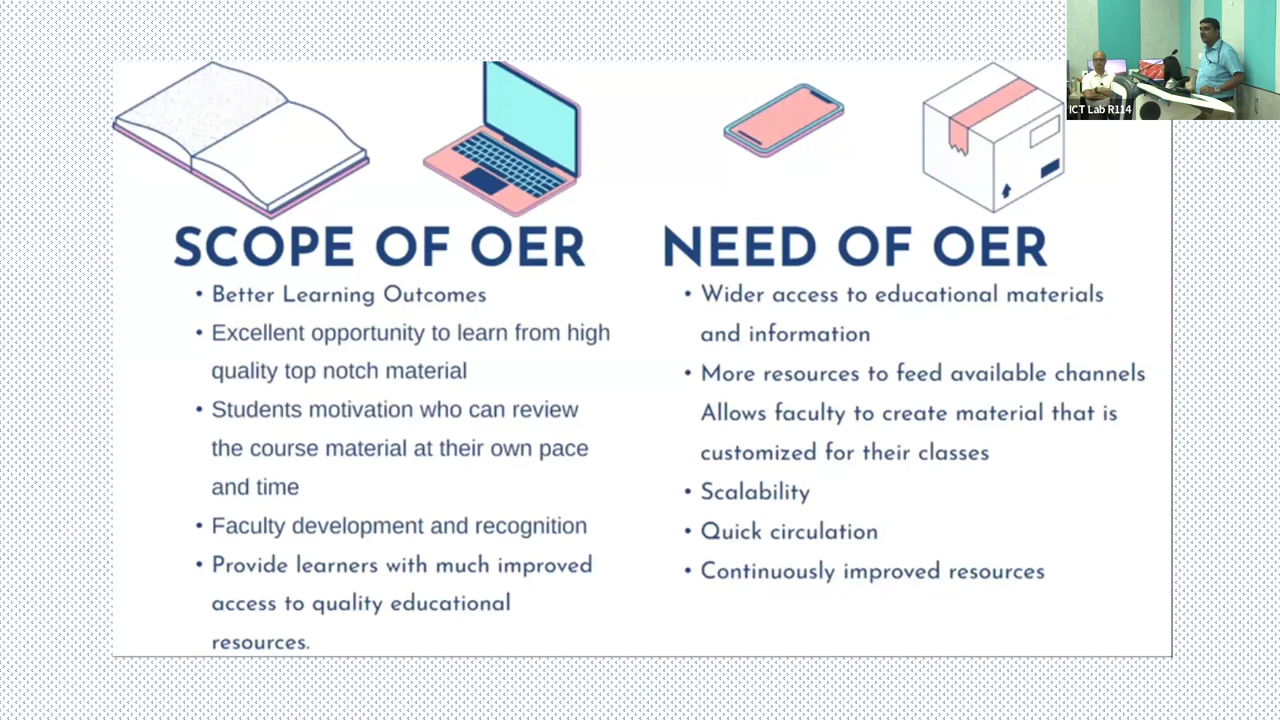 ICT Lab R114
SCOPE OF OER
• Better Learning Outcomes
• Excellent opportunity to learn from high
quality top notch material
• Students motivation who can review
the course material at their own pace
and time
• Faculty development and recognition
• Provide learners with much improved
access to quality educational
resources.
NEED OF OER
• Wider access to educational materials
and information
• More resources to feed available channels
Allows faculty to create material that is
customized for their classes
• Scalability
• Quick circulation
• Continuously improved resources